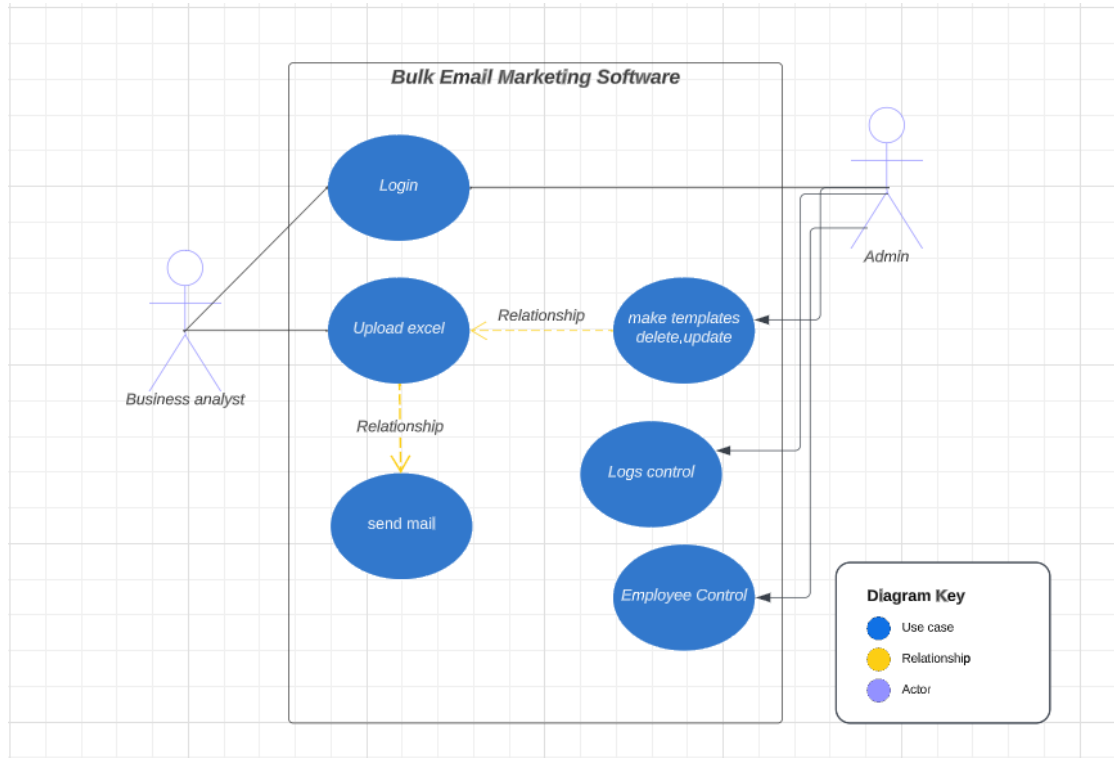 Bulk Email Marketing Software
Login
Admin
Upload excel
Relationship
make templates
delete,update
Business analyst
Relationship
Logs control
send mail
Employee Control
Diagram Key
Use case
Relationship
Actor